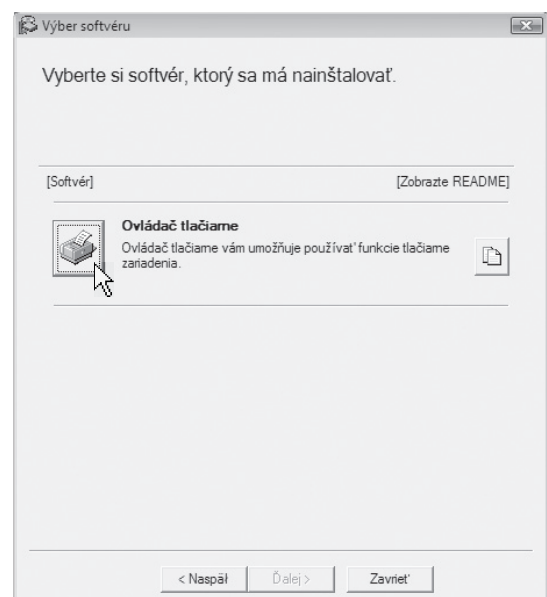 Výber softvéru
Vyberte si softvér, ktorý sa má nainštalovať.
[Softvér] [Zobrazte README]
Ovládač tlačiarne
Ovládač tlačiarne vám umožňuje používať funkcie tlačiarne
zariadenia.
< Naspäť Ďalej > Zavrieť